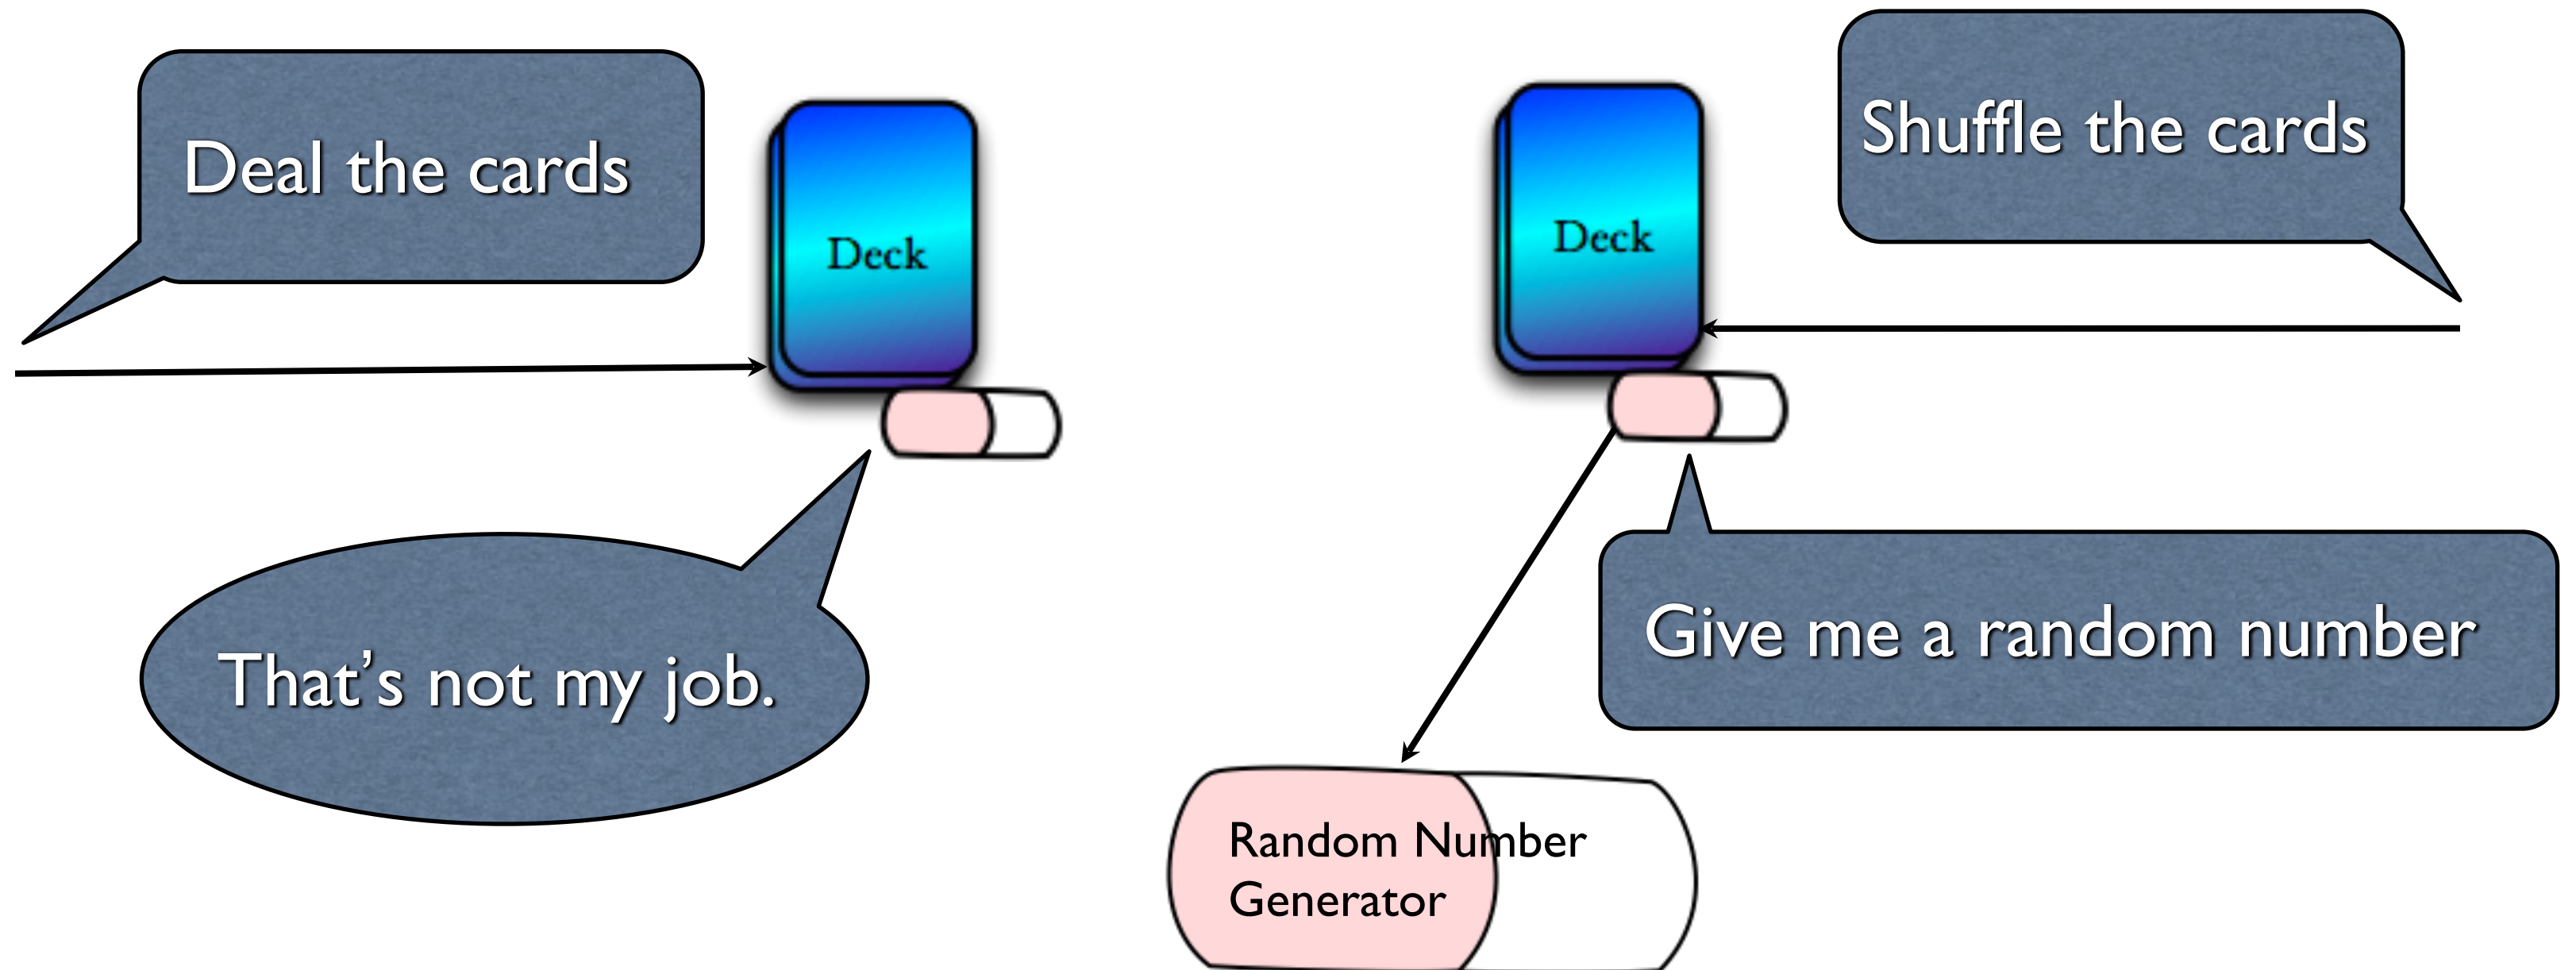 Deal the cards
Deck
That’s not my job.
Shuffle the cards
Deck
Give me a random number
Random Number
Generator